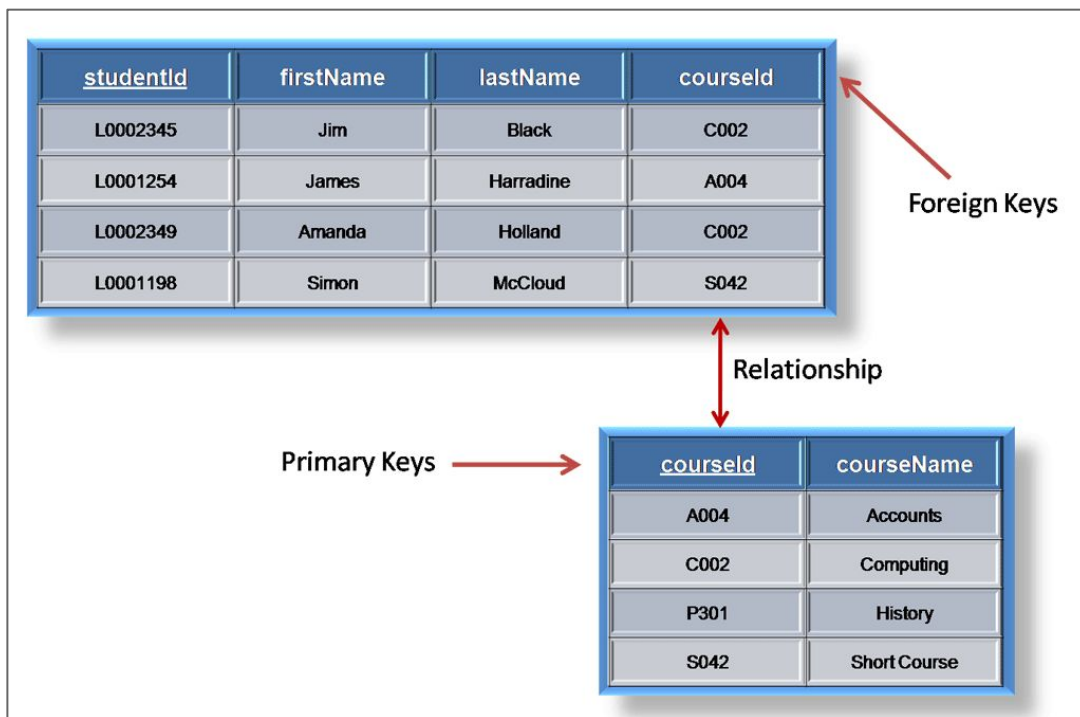 studentId firstName lastName courseId
L0002345 Jim Black C002
L0001254 James Harradine A004
L0002349 Amanda Holland C002
L0001198 Simon McCloud S042
Foreign Keys
Relationship
Primary Keys
courseId courseName
A004 Accounts
C002 Computing
P301 History
S042 Short Course